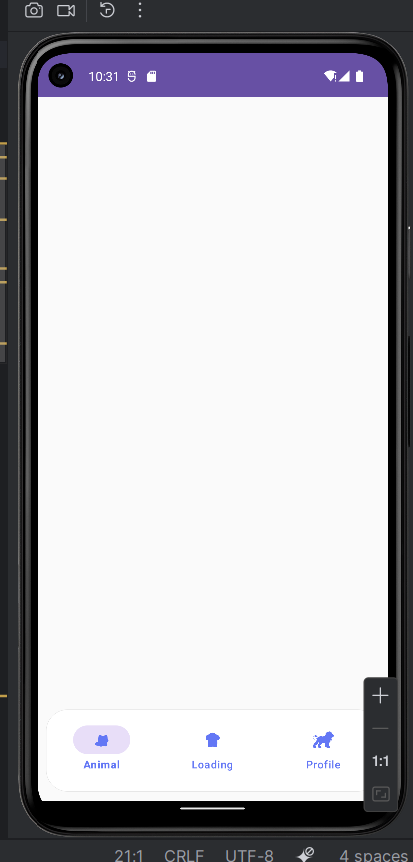 10:31
Animal Loading Profile
1:1
21:1 CRLF UTF-8 4 spaces